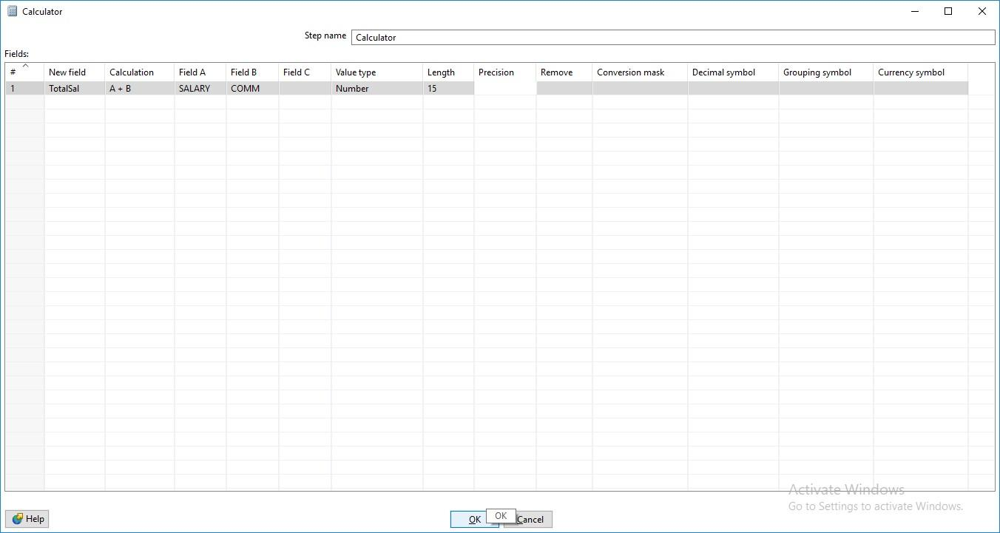 Calculator
Step name Calculator
Fields:
# New field Calculation Field A Field B Field C Value type Length Precision Remove Conversion mask Decimal symbol Grouping symbol Currency symbol
1 TotalSal A + B SALARY COMM Number 15
Activate Windows
Go to Settings to activate Windows.
Help OK OK Cancel